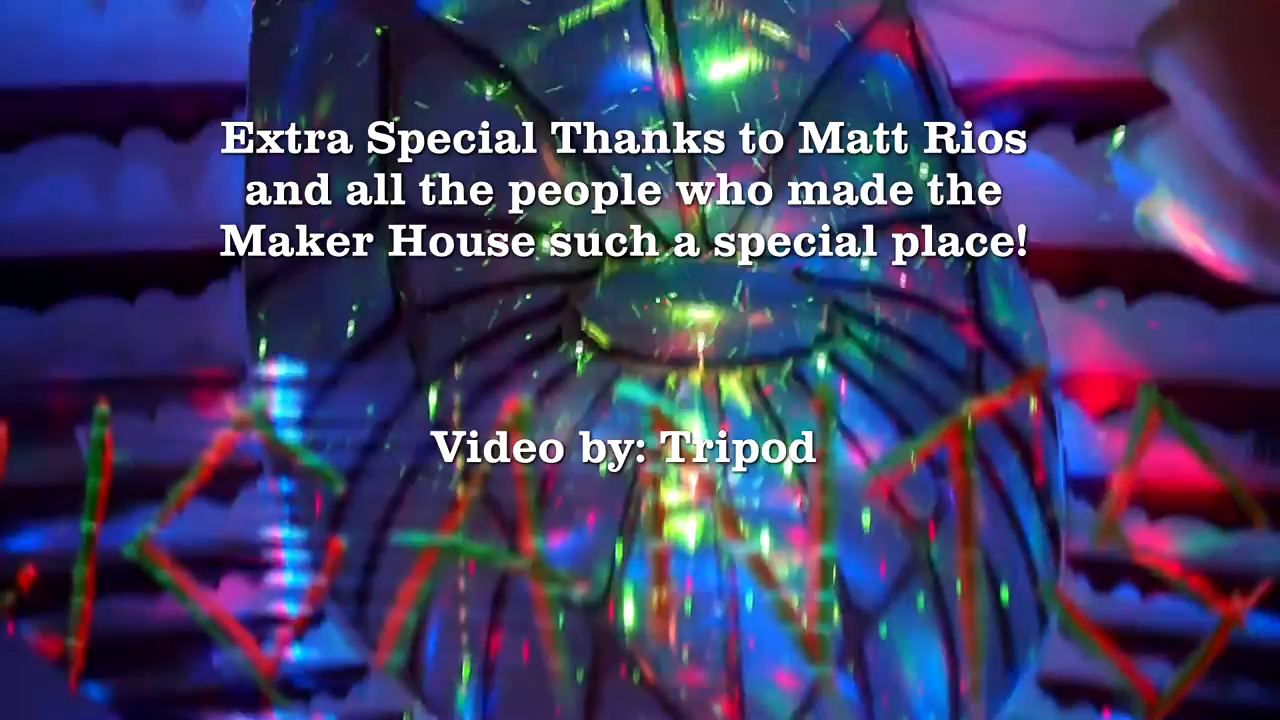 Extra Special Thanks to Matt Rios
and all the people who made the
Maker House such a special place!
Video by: Tripod